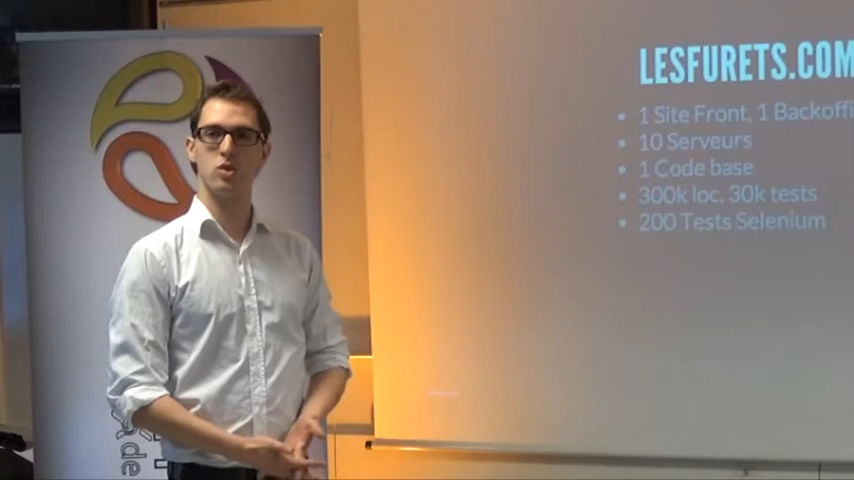 LESFURETS.COM
1 Site Front, 1 Backoffi
10 Serveurs
1 Code base
300k loc, 30k tests
200 Tests Selenium
de